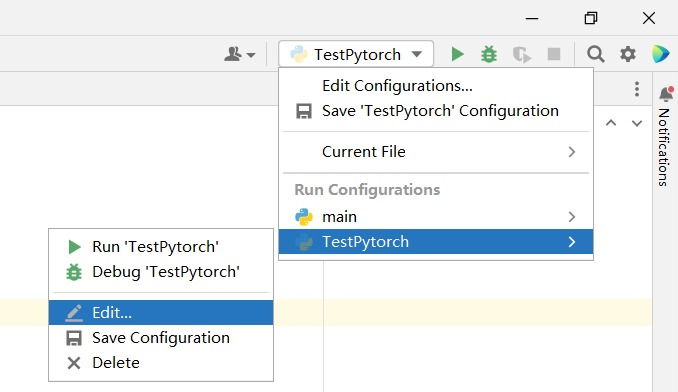 TestPytorch
Edit Configurations...
Save 'TestPytorch' Configuration
Current File
Run Configurations
main
TestPytorch
Run 'TestPytorch'
Debug 'TestPytorch'
Edit...
Save Configuration
Delete
Notifications